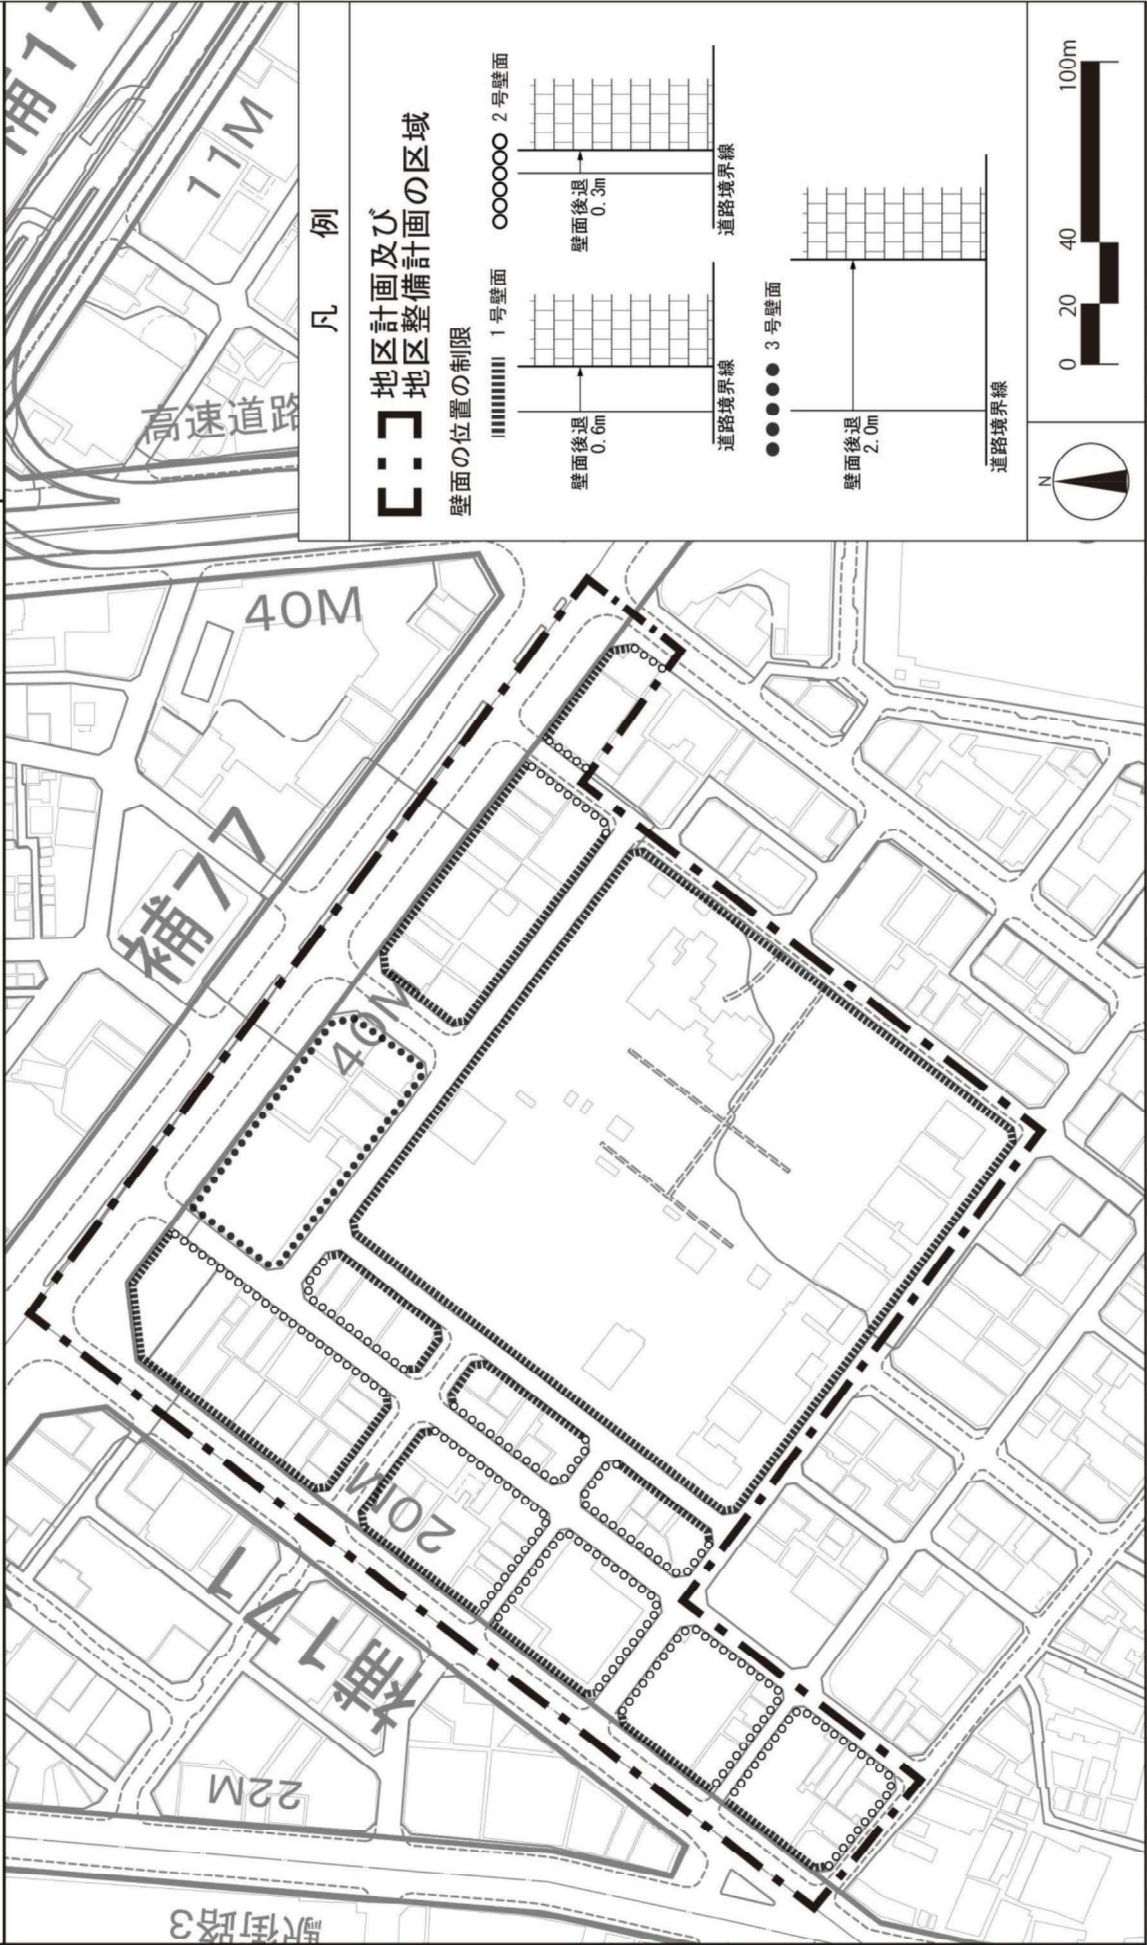 凡 例
地区計画及び
地区整備計画の区域
壁面の位置の制限
1号壁面
壁面後退
0.6m
道路境界線
2号壁面
壁面後退
0.3m
道路境界線
3号壁面
壁面後退
2.0m
道路境界線
N
0 20 40 100m
補17
11M
高速道路
40M
補77
40M
20M
補171
22M
駅街路3